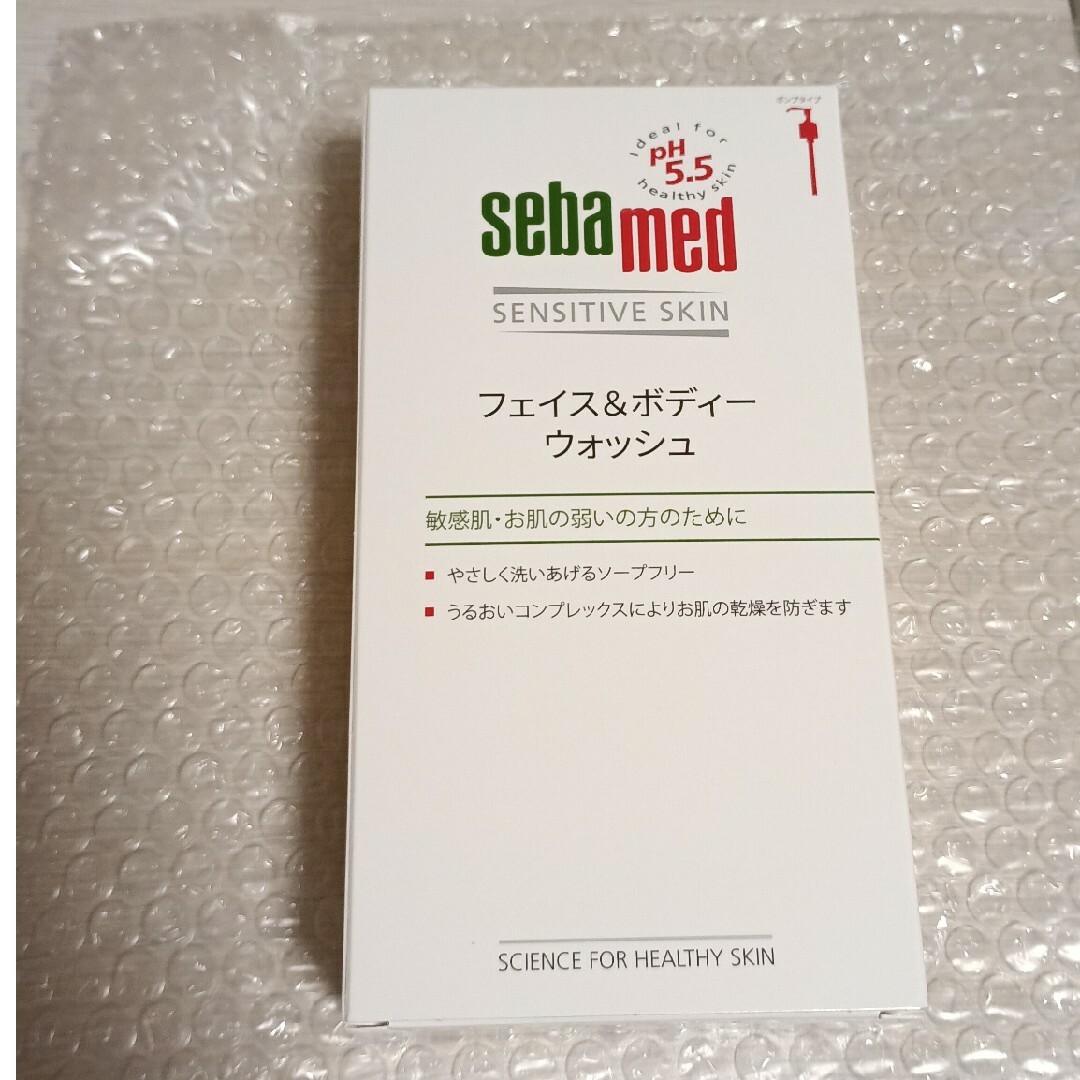 ポンプタイプ
ideal for
pH
5.5
healthy skin
sebamed
SENSITIVE SKIN
フェイス&ボディー
ウォッシュ
敏感肌・お肌の弱いの方のために
やさしく洗いあげるソープフリー
うるおいコンプレックスによりお肌の乾燥を防ぎます
SCIENCE FOR HEALTHY SKIN